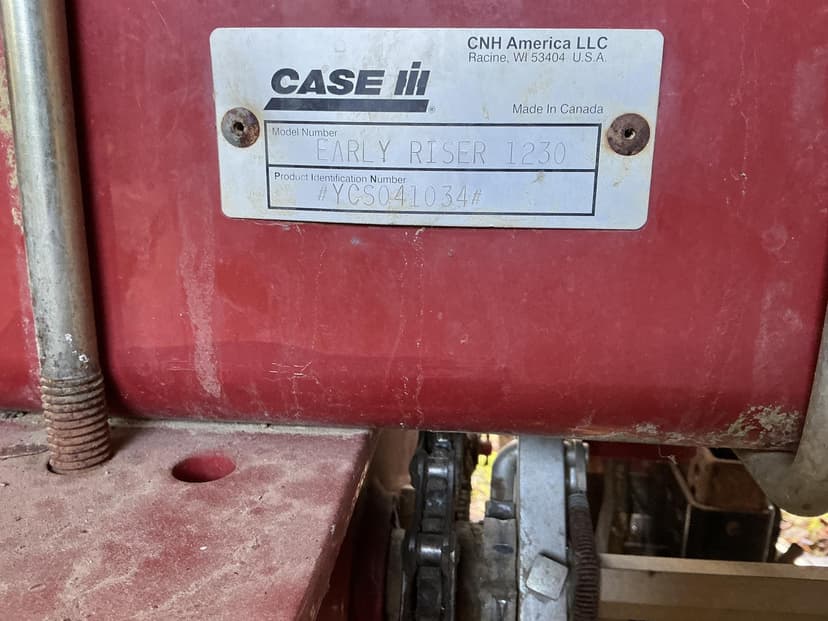 CNH America LLC
Racine, WI 53404 U.S.A.
CASE IH
Made In Canada
Model Number
EARLY RISER 1230
Product Identification Number
#YCS041034#